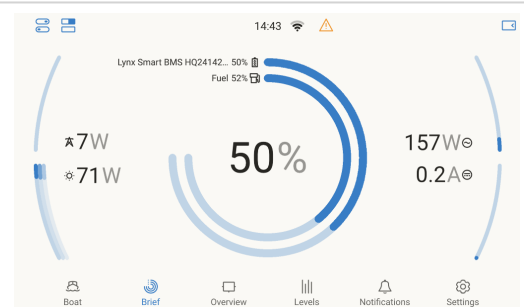 14:43
Lynx Smart BMS HQ24142... 50%
Fuel 52%
7W
71W
50%
157W
0.2A
Boat
Brief
Overview
Levels
Notifications
Settings